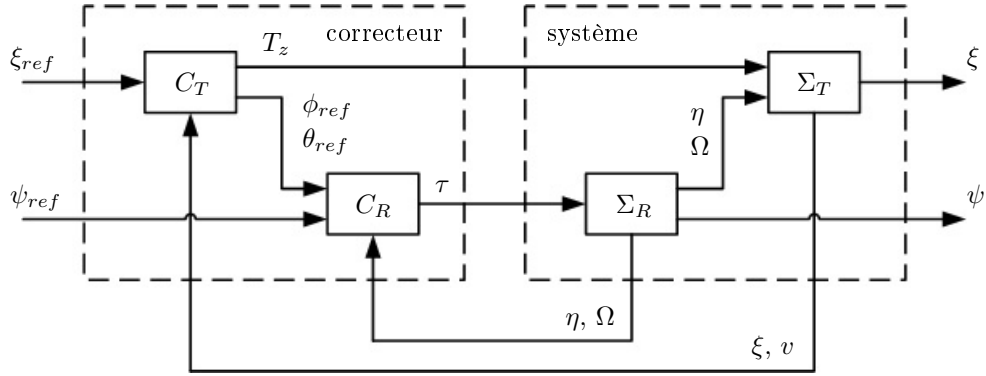 correcteur
système
ξ_ref
T_z
ξ
C_T
Σ_T
ϕ_ref
θ_ref
η
Ω
ψ_ref
τ
ψ
C_R
Σ_R
η, Ω
ξ, v